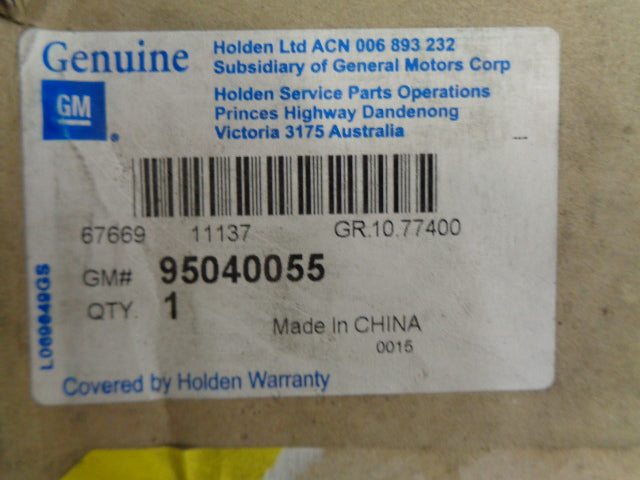 Genuine
GM
®
Holden Ltd ACN 006 893 232
Subsidiary of General Motors Corp
Holden Service Parts Operations
Princes Highway Dandenong
Victoria 3175 Australia
67669 11137 GR.10.77400
GM# 95040055
QTY. 1
Made In CHINA
0015
Covered by Holden Warranty